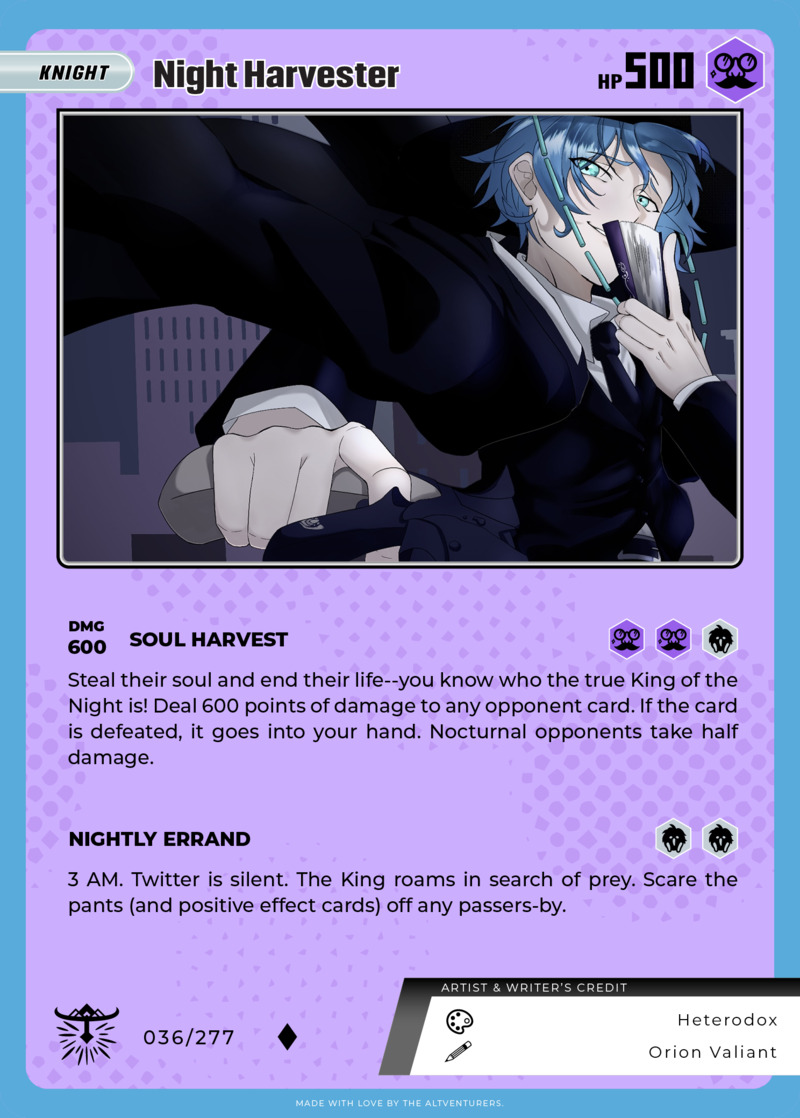 KNIGHT
Night Harvester
HP 500
DMG
600
SOUL HARVEST
Steal their soul and end their life--you know who the true King of the
Night is! Deal 600 points of damage to any opponent card. If the card
is defeated, it goes into your hand. Nocturnal opponents take half
damage.
NIGHTLY ERRAND
3 AM. Twitter is silent. The King roams in search of prey. Scare the
pants (and positive effect cards) off any passers-by.
ARTIST & WRITER'S CREDIT
036/277
Heterodox
Orion Valiant
MADE WITH LOVE BY THE ALTVENTURERS.